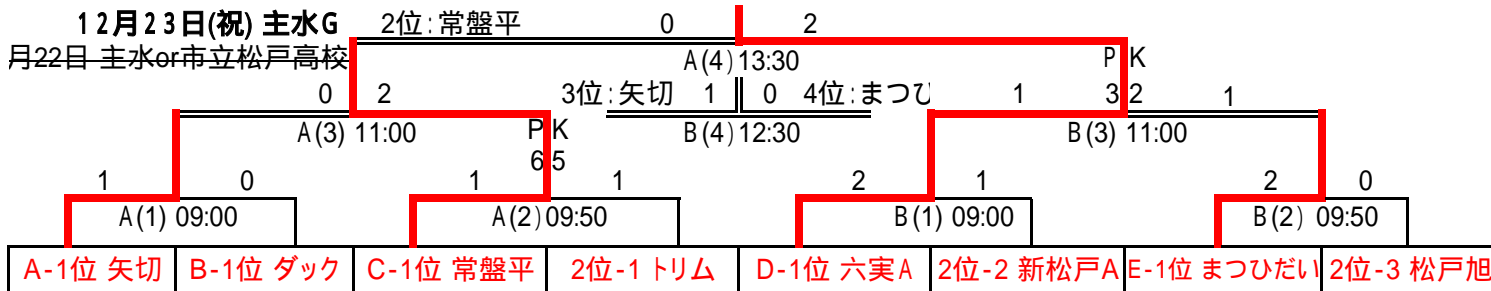 12月23日(祝) 主水G 2位:常盤平 0 2
月22日 主水or市立松戸高校 A(4) 13:30 PK
0 2 3位:矢切 1 0 4位:まつひ 1 3 2 1
A(3) 11:00 PK B(4) 12:30 B(3) 11:00
6 5
1 0 1 1 2 1 2 0
A(1) 09:00 A(2) 09:50 B(1) 09:00 B(2) 09:50
A-1位 矢切 B-1位 ダック C-1位 常盤平 2位-1 トリム D-1位 六実A 2位-2 新松戸A E-1位 まつひだい 2位-3 松戸旭